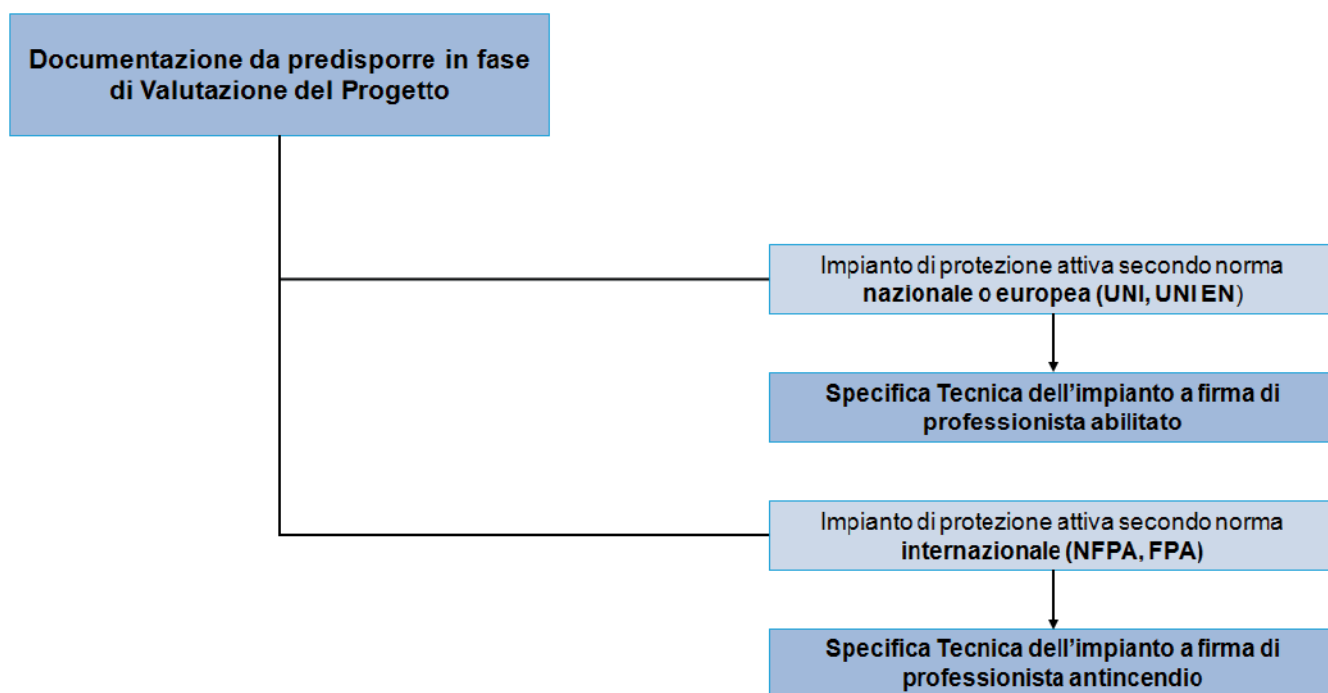 Documentazione da predisporre in fase
di Valutazione del Progetto
Impianto di protezione attiva secondo norma
nazionale o europea (UNI, UNI EN)
Specifica Tecnica dell'impianto a firma di
professionista abilitato
Impianto di protezione attiva secondo norma
internazionale (NFPA, FPA)
Specifica Tecnica dell'impianto a firma di
professionista antincendio